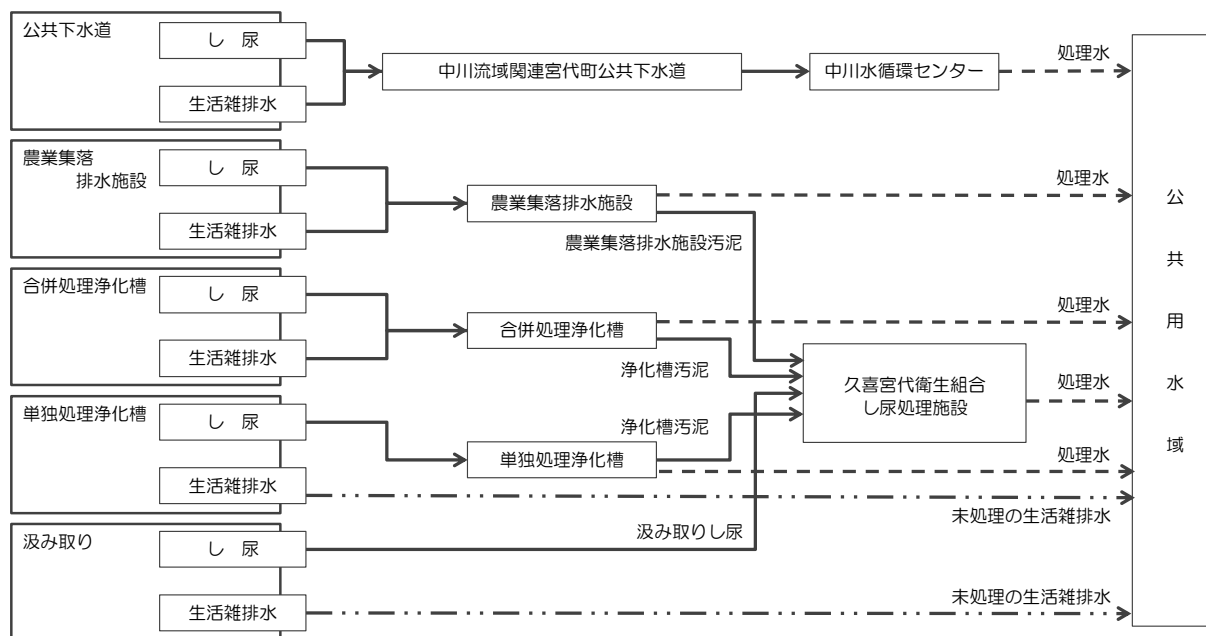 公共下水道
し 尿
生活雑排水
中川流域関連宮代町公共下水道
中川水循環センター
処理水
農業集落
排水施設
し 尿
生活雑排水
農業集落排水施設
処理水
農業集落排水施設汚泥
合併処理浄化槽
し 尿
生活雑排水
合併処理浄化槽
処理水
浄化槽汚泥
久喜宮代衛生組合
し尿処理施設
処理水
単独処理浄化槽
し 尿
生活雑排水
浄化槽汚泥
単独処理浄化槽
処理水
未処理の生活雑排水
汲み取り
し 尿
生活雑排水
汲み取りし尿
未処理の生活雑排水
公共用水域